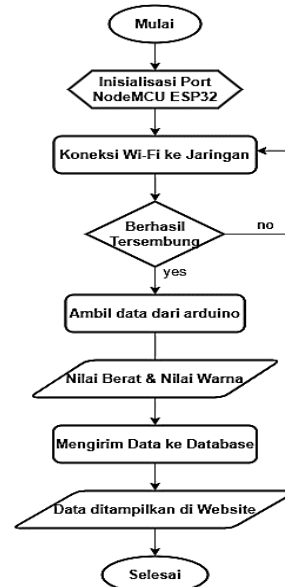 Mulai
Inisialisasi Port
NodeMCU ESP32
Koneksi Wi-Fi ke Jaringan
Berhasil
Tersembung
no
yes
Ambil data dari arduino
Nilai Berat & Nilai Warna
Mengirim Data ke Database
Data ditampilkan di Website
Selesai